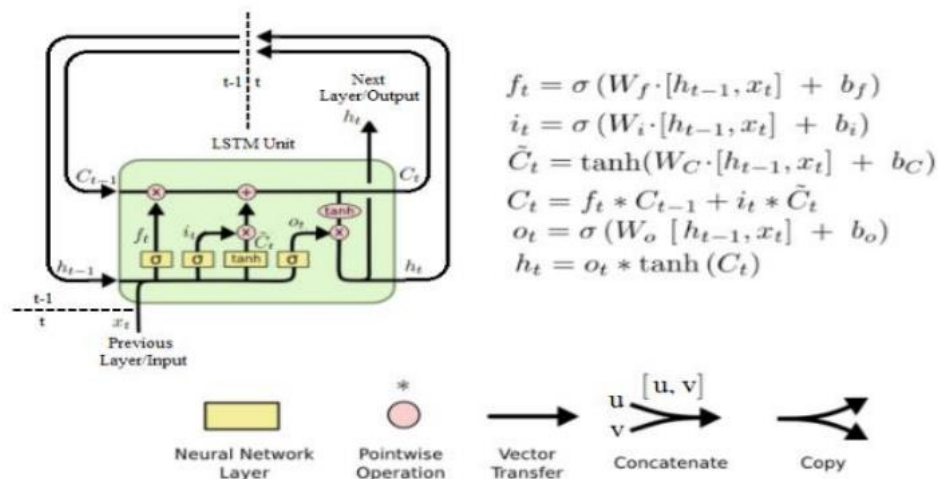 t-1 t
Next
Layer/Output
h_t
LSTM Unit
C_{t-1}
C_t
×
+
tanh
f_t
i_t
×
C̃_t
o_t
×
σ
σ
tanh
σ
h_{t-1}
h_t
t-1
t
x_t
Previous
Layer/Input
f_t = σ (W_f·[h_{t-1}, x_t] + b_f)
i_t = σ (W_i·[h_{t-1}, x_t] + b_i)
C̃_t = tanh(W_C·[h_{t-1}, x_t] + b_C)
C_t = f_t * C_{t-1} + i_t * C̃_t
o_t = σ (W_o [h_{t-1}, x_t] + b_o)
h_t = o_t * tanh (C_t)
*
u
v
[u, v]
Neural Network
Layer
Pointwise
Operation
Vector
Transfer
Concatenate
Copy